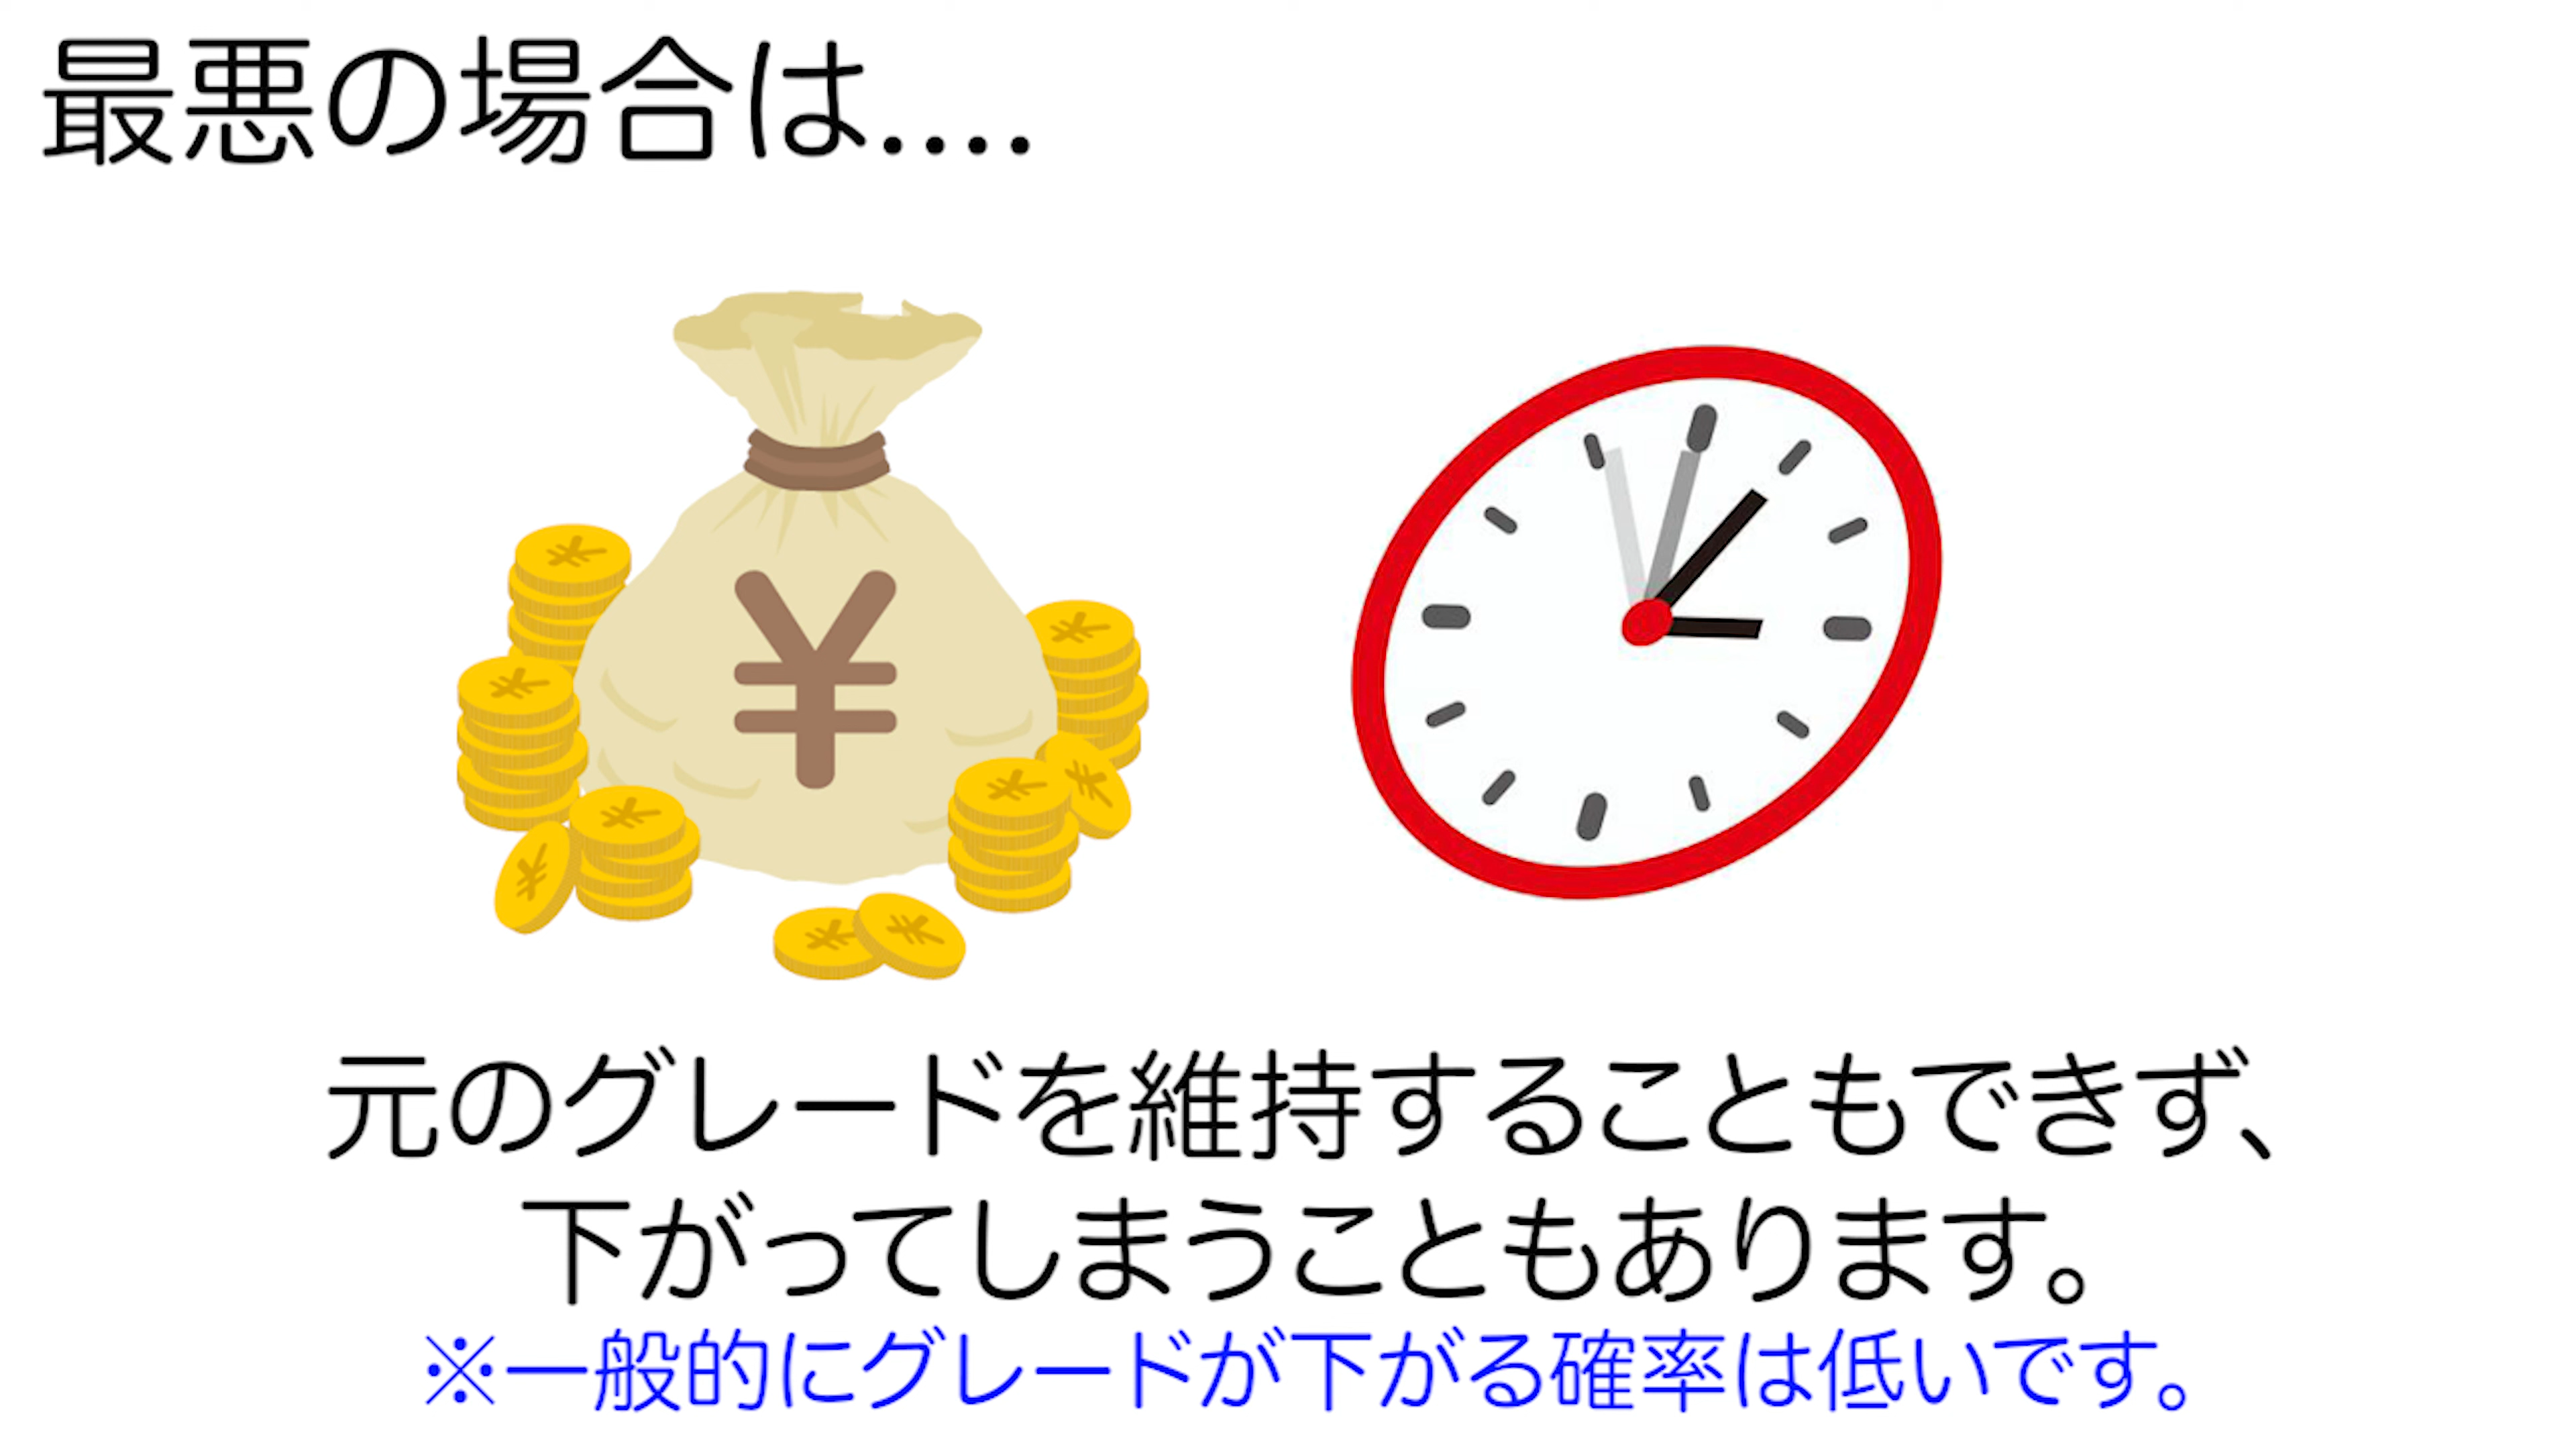 最悪の場合は....
¥
元のグレードを維持することもできず、
下がってしまうこともあります。
※一般的にグレードが下がる確率は低いです。